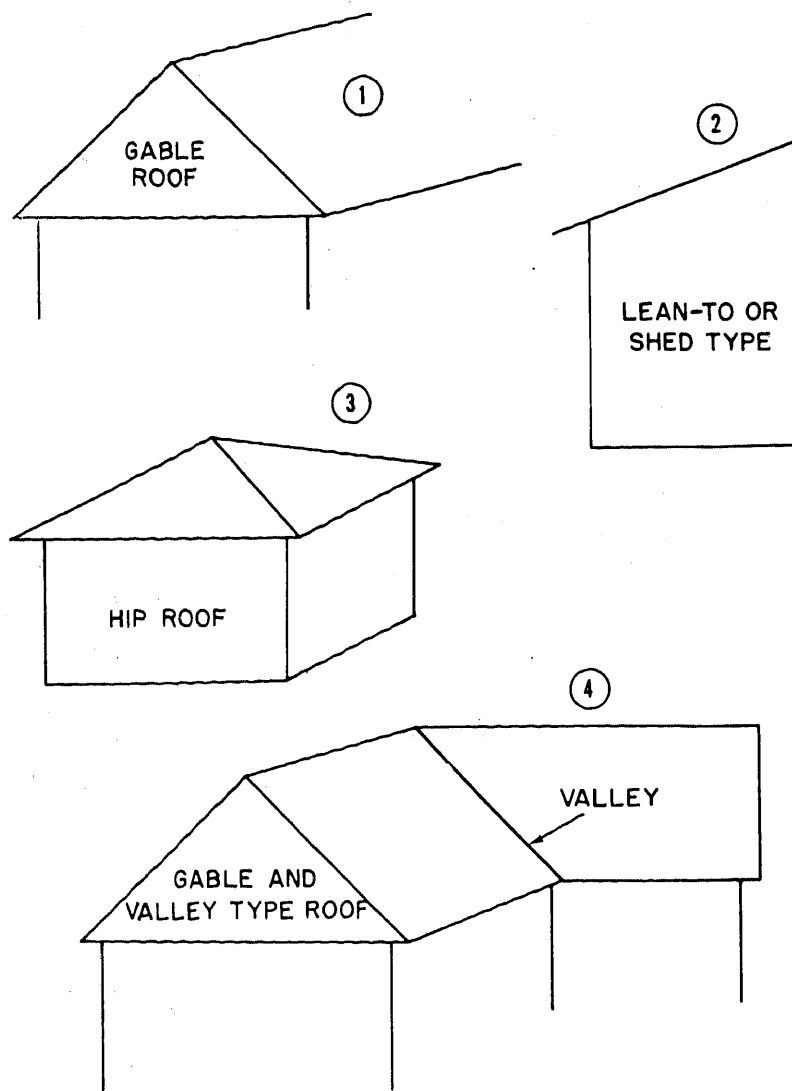 1
GABLE
ROOF
2
LEAN-TO OR
SHED TYPE
3
HIP ROOF
4
VALLEY
GABLE AND
VALLEY TYPE ROOF